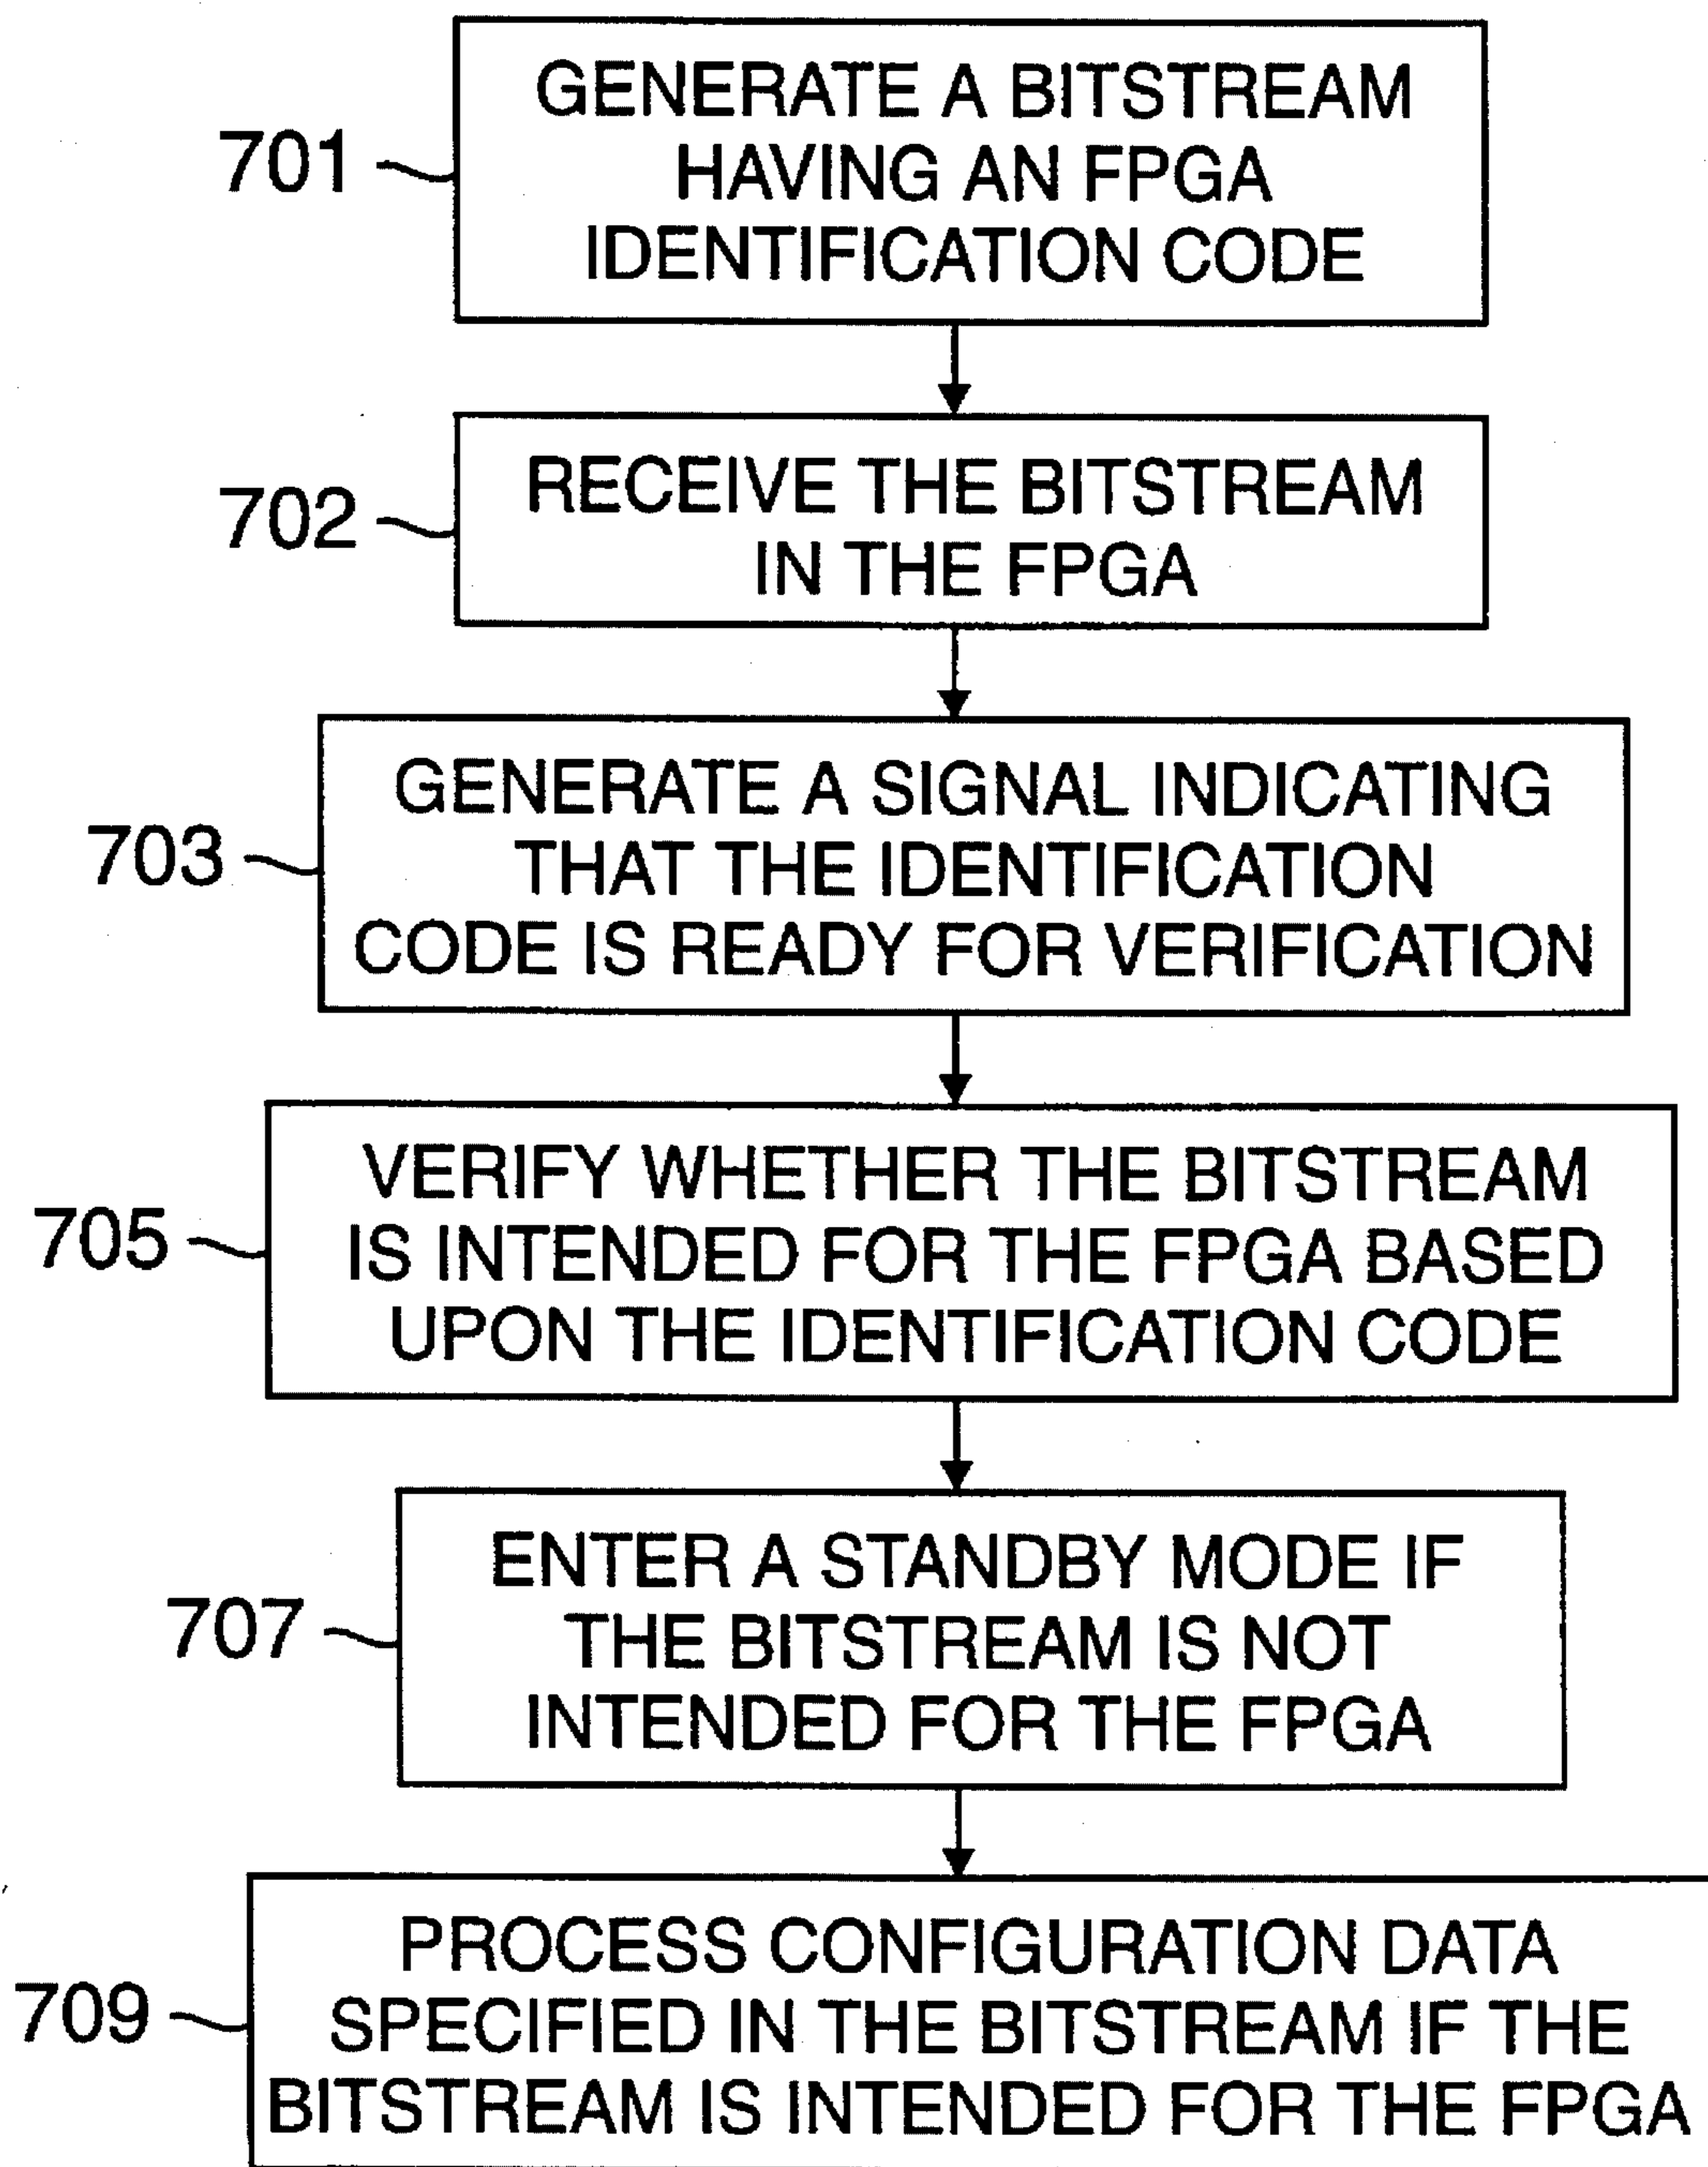 GENERATE A BITSTREAM
HAVING AN FPGA
IDENTIFICATION CODE
701
RECEIVE THE BITSTREAM
IN THE FPGA
702
GENERATE A SIGNAL INDICATING
THAT THE IDENTIFICATION
CODE IS READY FOR VERIFICATION
703
VERIFY WHETHER THE BITSTREAM
IS INTENDED FOR THE FPGA BASED
UPON THE IDENTIFICATION CODE
705
ENTER A STANDBY MODE IF
THE BITSTREAM IS NOT
INTENDED FOR THE FPGA
707
PROCESS CONFIGURATION DATA
SPECIFIED IN THE BITSTREAM IF THE
BITSTREAM IS INTENDED FOR THE FPGA
709